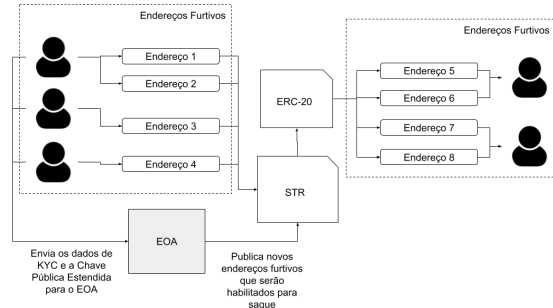 Endereços Furtivos
Endereço 1
Endereço 2
Endereço 3
Endereço 4
ERC-20
STR
EOA
Envia os dados de
KYC e a Chave
Pública Estendida
para o EOA
Publica novos
endereços furtivos
que serão
habilitados para
saque
Endereços Furtivos
Endereço 5
Endereço 6
Endereço 7
Endereço 8